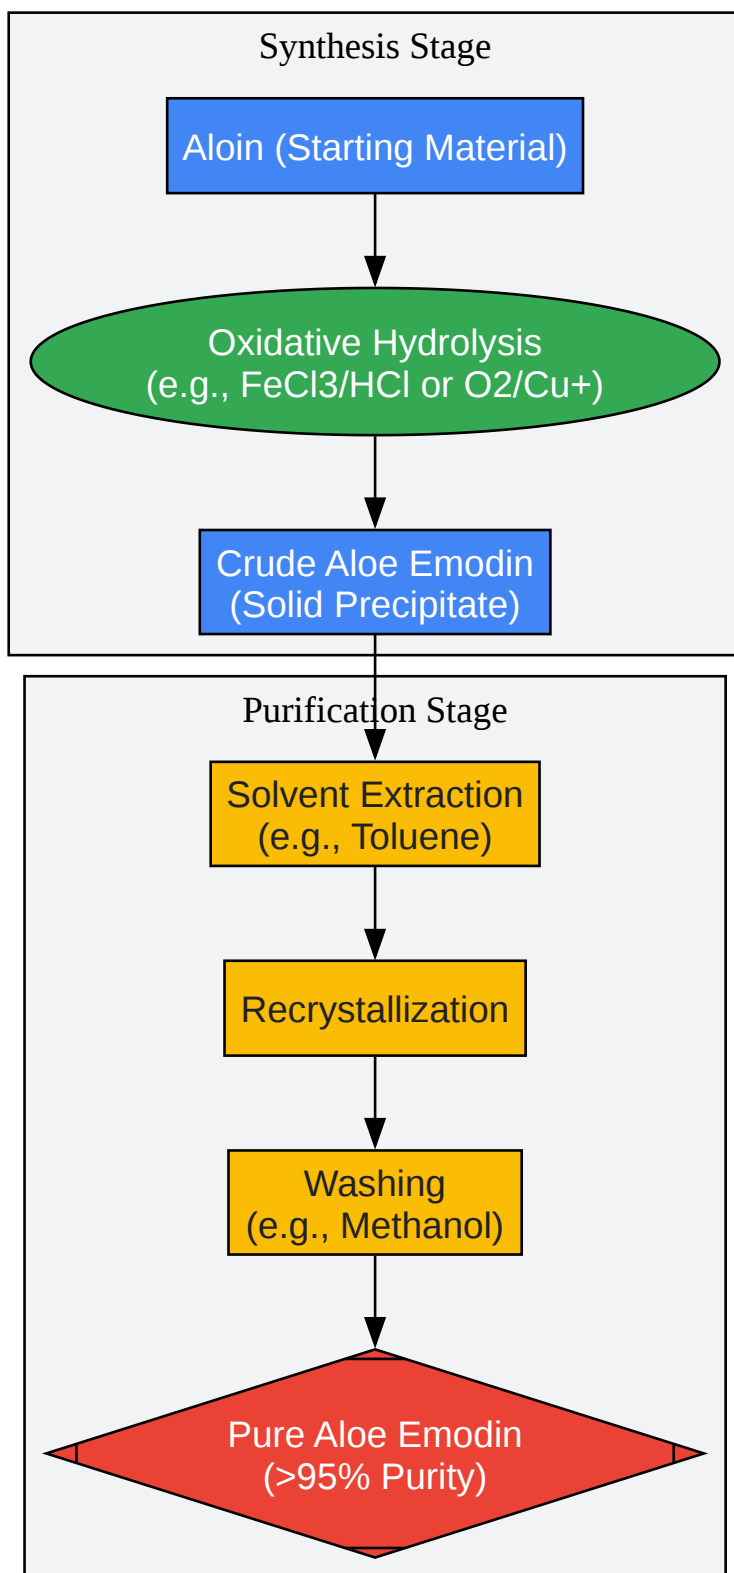 Synthesis Stage
Aloin (Starting Material)
Oxidative Hydrolysis
(e.g., FeCl3/HCl or O2/Cu+)
Crude Aloe Emodin
(Solid Precipitate)
Purification Stage
Solvent Extraction
(e.g., Toluene)
Recrystallization
Washing
(e.g., Methanol)
Pure Aloe Emodin
(>95% Purity)